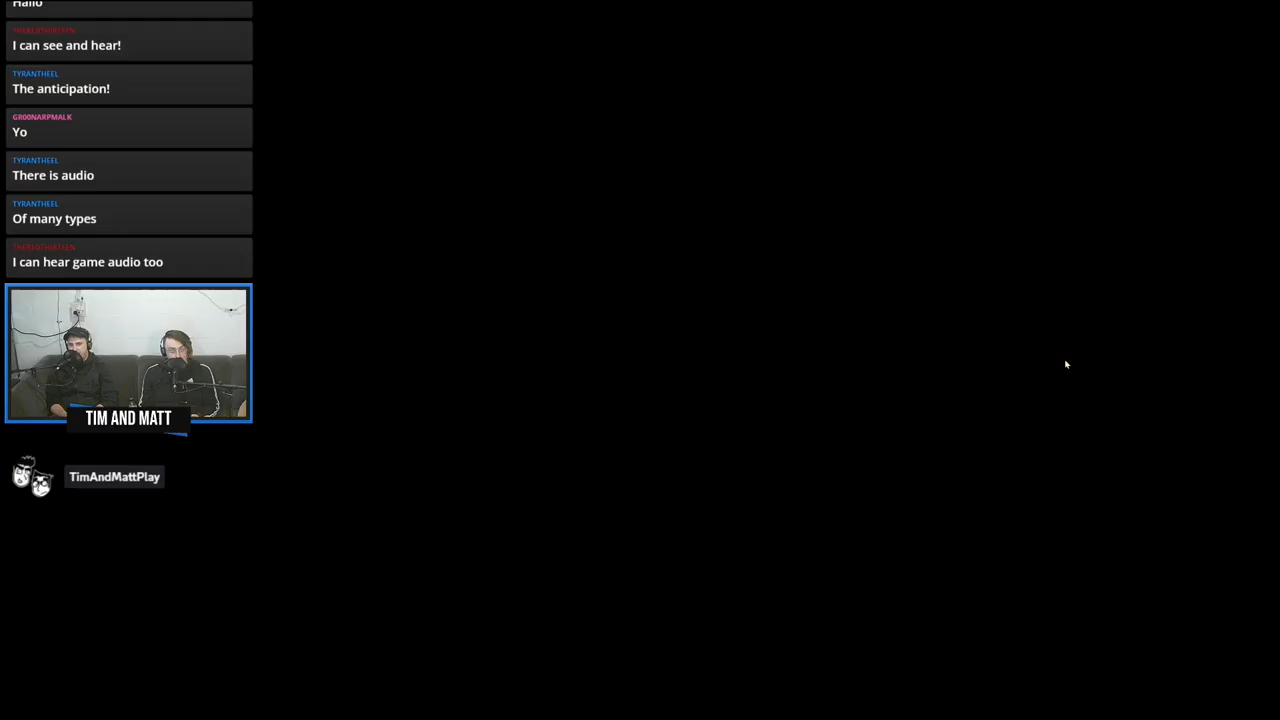 Hallo
I can see and hear!
TYRANTHEEL
The anticipation!
GR00NARPMALK
Yo
TYRANTHEEL
There is audio
TYRANTHEEL
Of many types
I can hear game audio too
TIM AND MATT
TimAndMattPlay